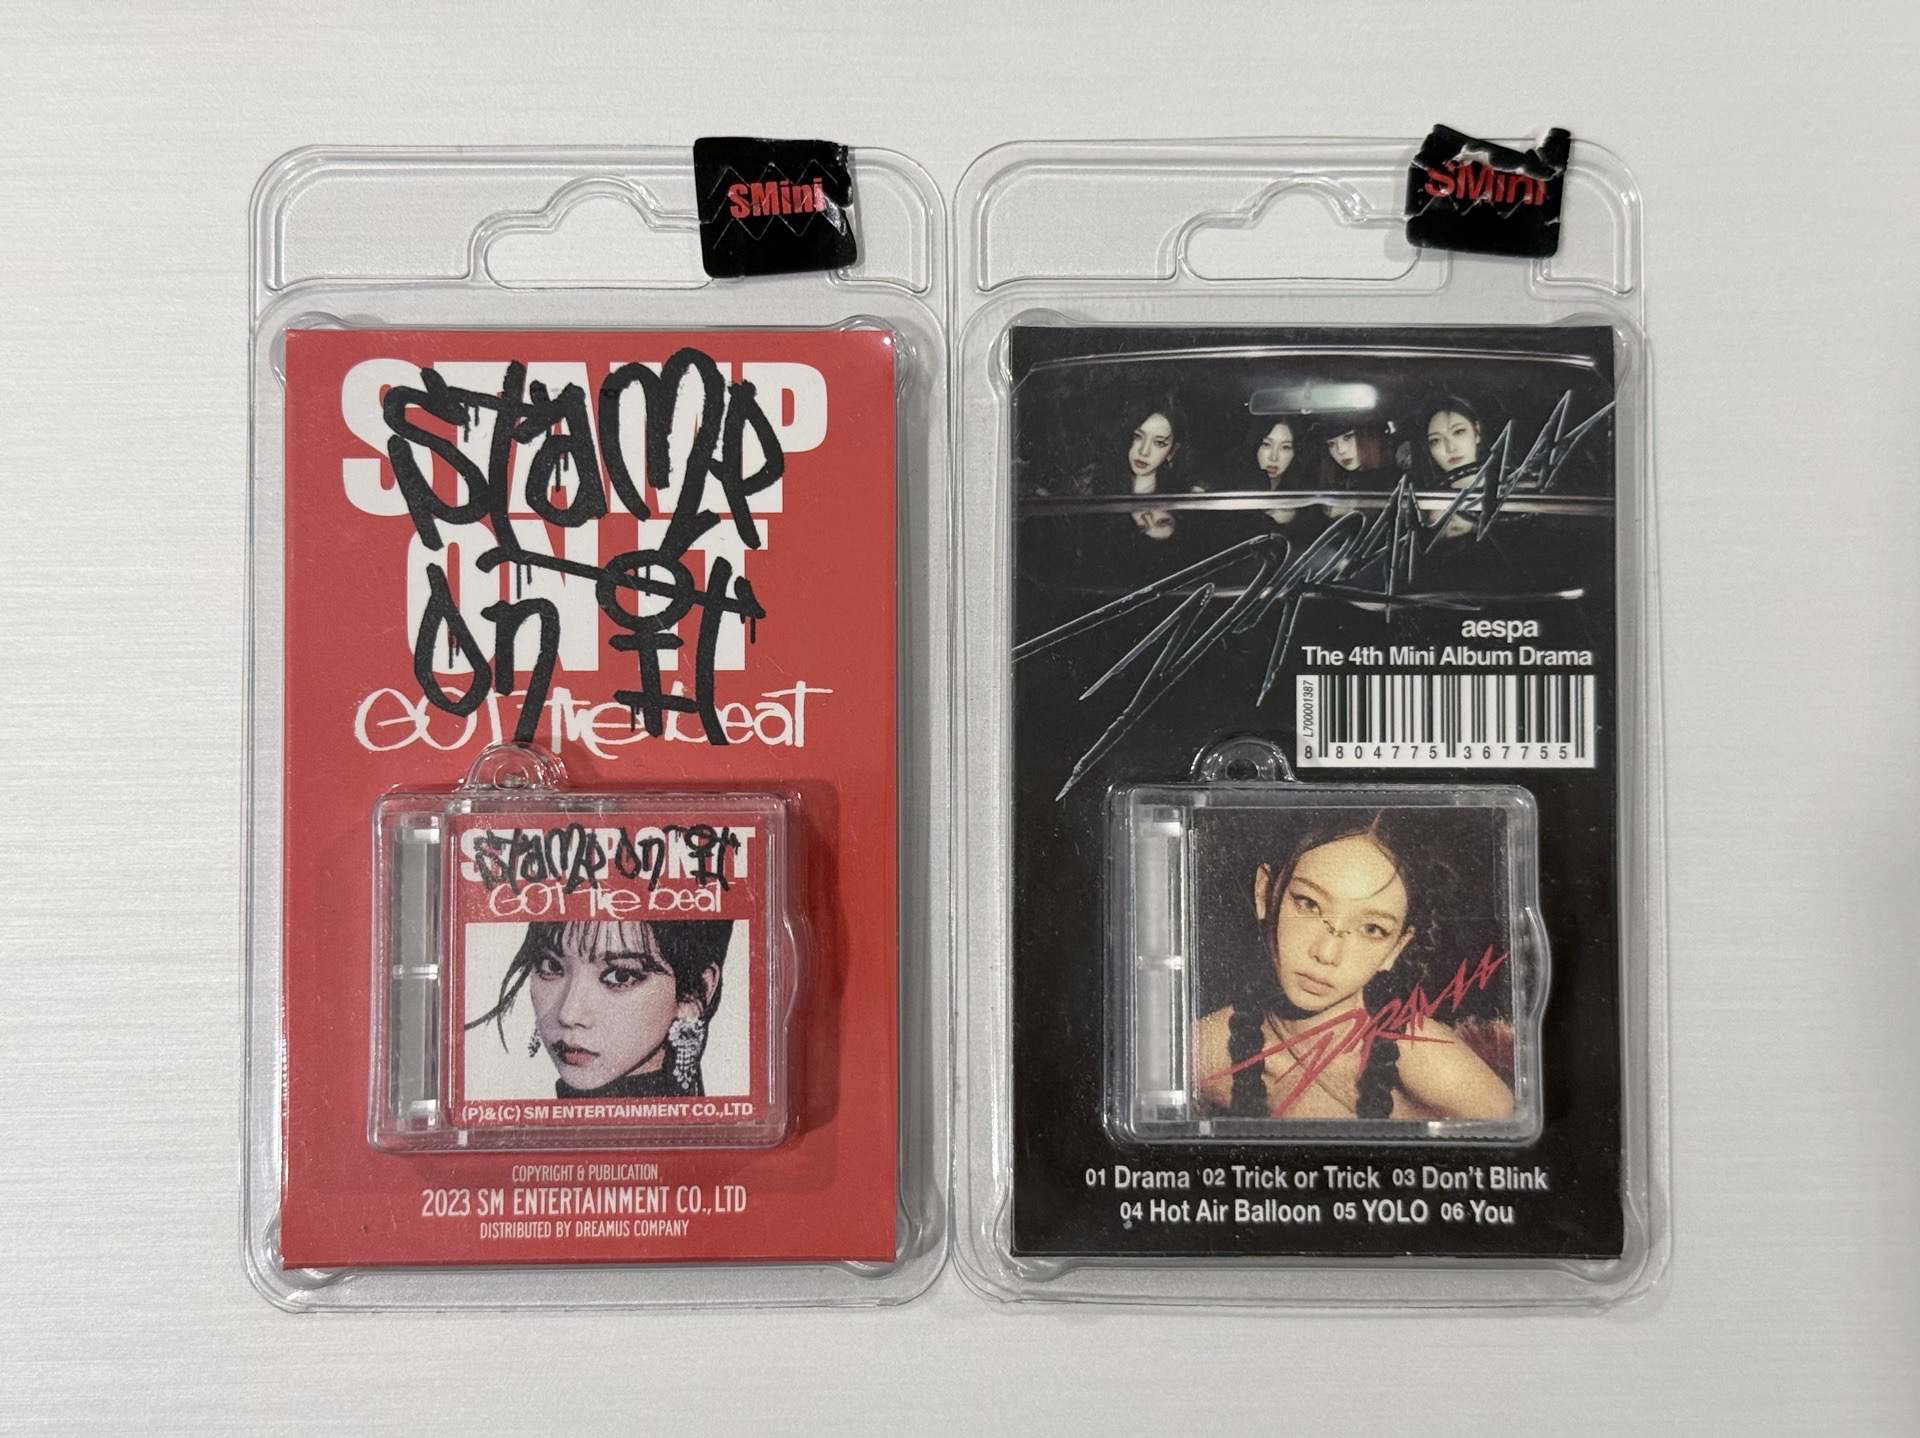 SMini
STAMP
ON IT
Stamp
on it
GOT the beat
STAMP ON IT
Stamp on it
GOT the beat
(P)&(C) SM ENTERTAINMENT CO.,LTD
COPYRIGHT & PUBLICATION
2023 SM ENTERTAINMENT CO.,LTD
DISTRIBUTED BY DREAMUS COMPANY
SMini
DRAMA
aespa
The 4th Mini Album Drama
L700001387
8 804775 367755
DRAMA
01 Drama 02 Trick or Trick 03 Don't Blink
04 Hot Air Balloon 05 YOLO 06 You